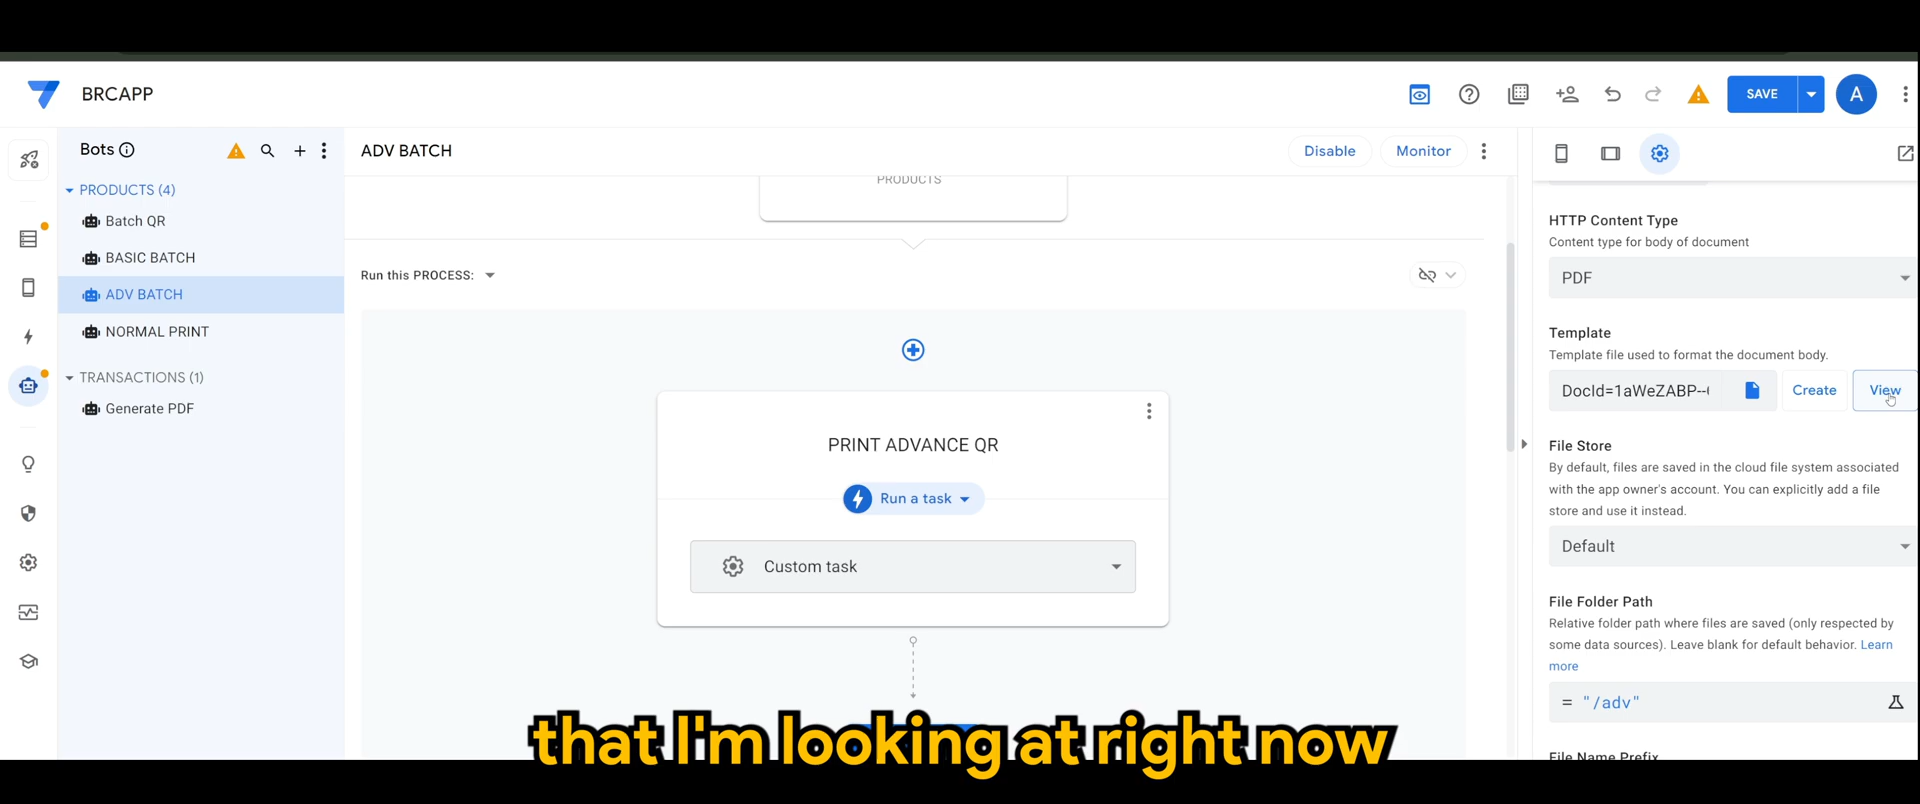 BRCAPP
SAVE
A
Bots
PRODUCTS (4)
Batch QR
BASIC BATCH
ADV BATCH
NORMAL PRINT
TRANSACTIONS (1)
Generate PDF
ADV BATCH
Disable
Monitor
PRODUCTS
Run this PROCESS:
PRINT ADVANCE QR
Run a task
Custom task
HTTP Content Type
Content type for body of document
PDF
Template
Template file used to format the document body.
DocId=1aWeZABP--
Create
View
File Store
By default, files are saved in the cloud file system associated
with the app owner's account. You can explicitly add a file
store and use it instead.
Default
File Folder Path
Relative folder path where files are saved (only respected by
some data sources). Leave blank for default behavior. Learn
more
= "/adv"
File Name Prefix
that I'm looking at right now